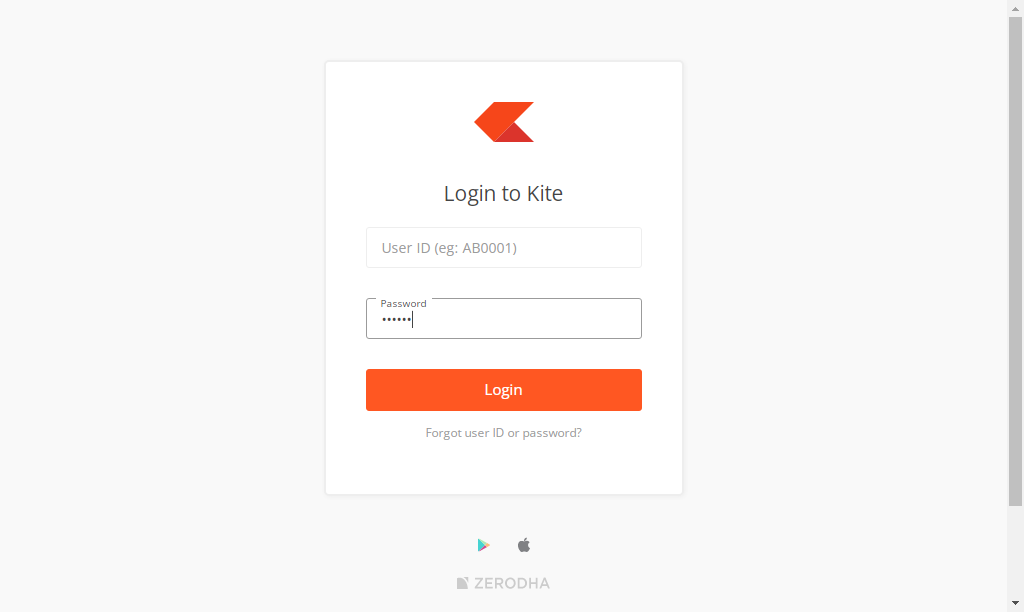 Login to Kite
User ID (eg: AB0001)
Password
••••••
Login
Forgot user ID or password?
ZERODHA